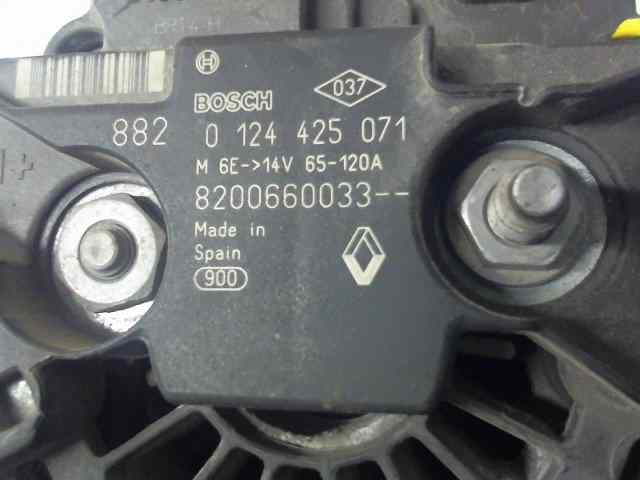 BOSCH
037
882 0 124 425 071
M 6E->14V 65-120A
8200660033--
Made in
Spain
900